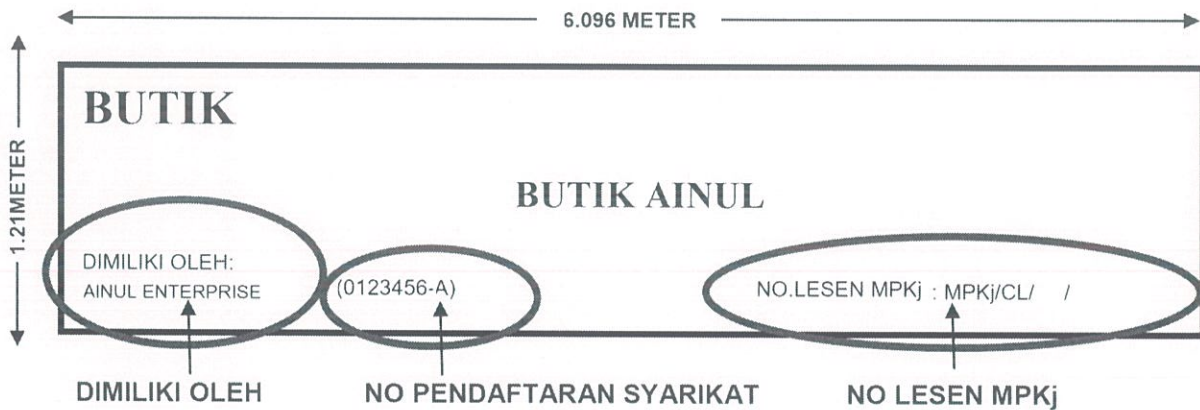 6.096 METER
1.21METER
BUTIK
BUTIK AINUL
DIMILIKI OLEH:
AINUL ENTERPRISE
(0123456-A)
NO.LESEN MPKj : MPKj/CL/ /
DIMILIKI OLEH
NO PENDAFTARAN SYARIKAT
NO LESEN MPKj